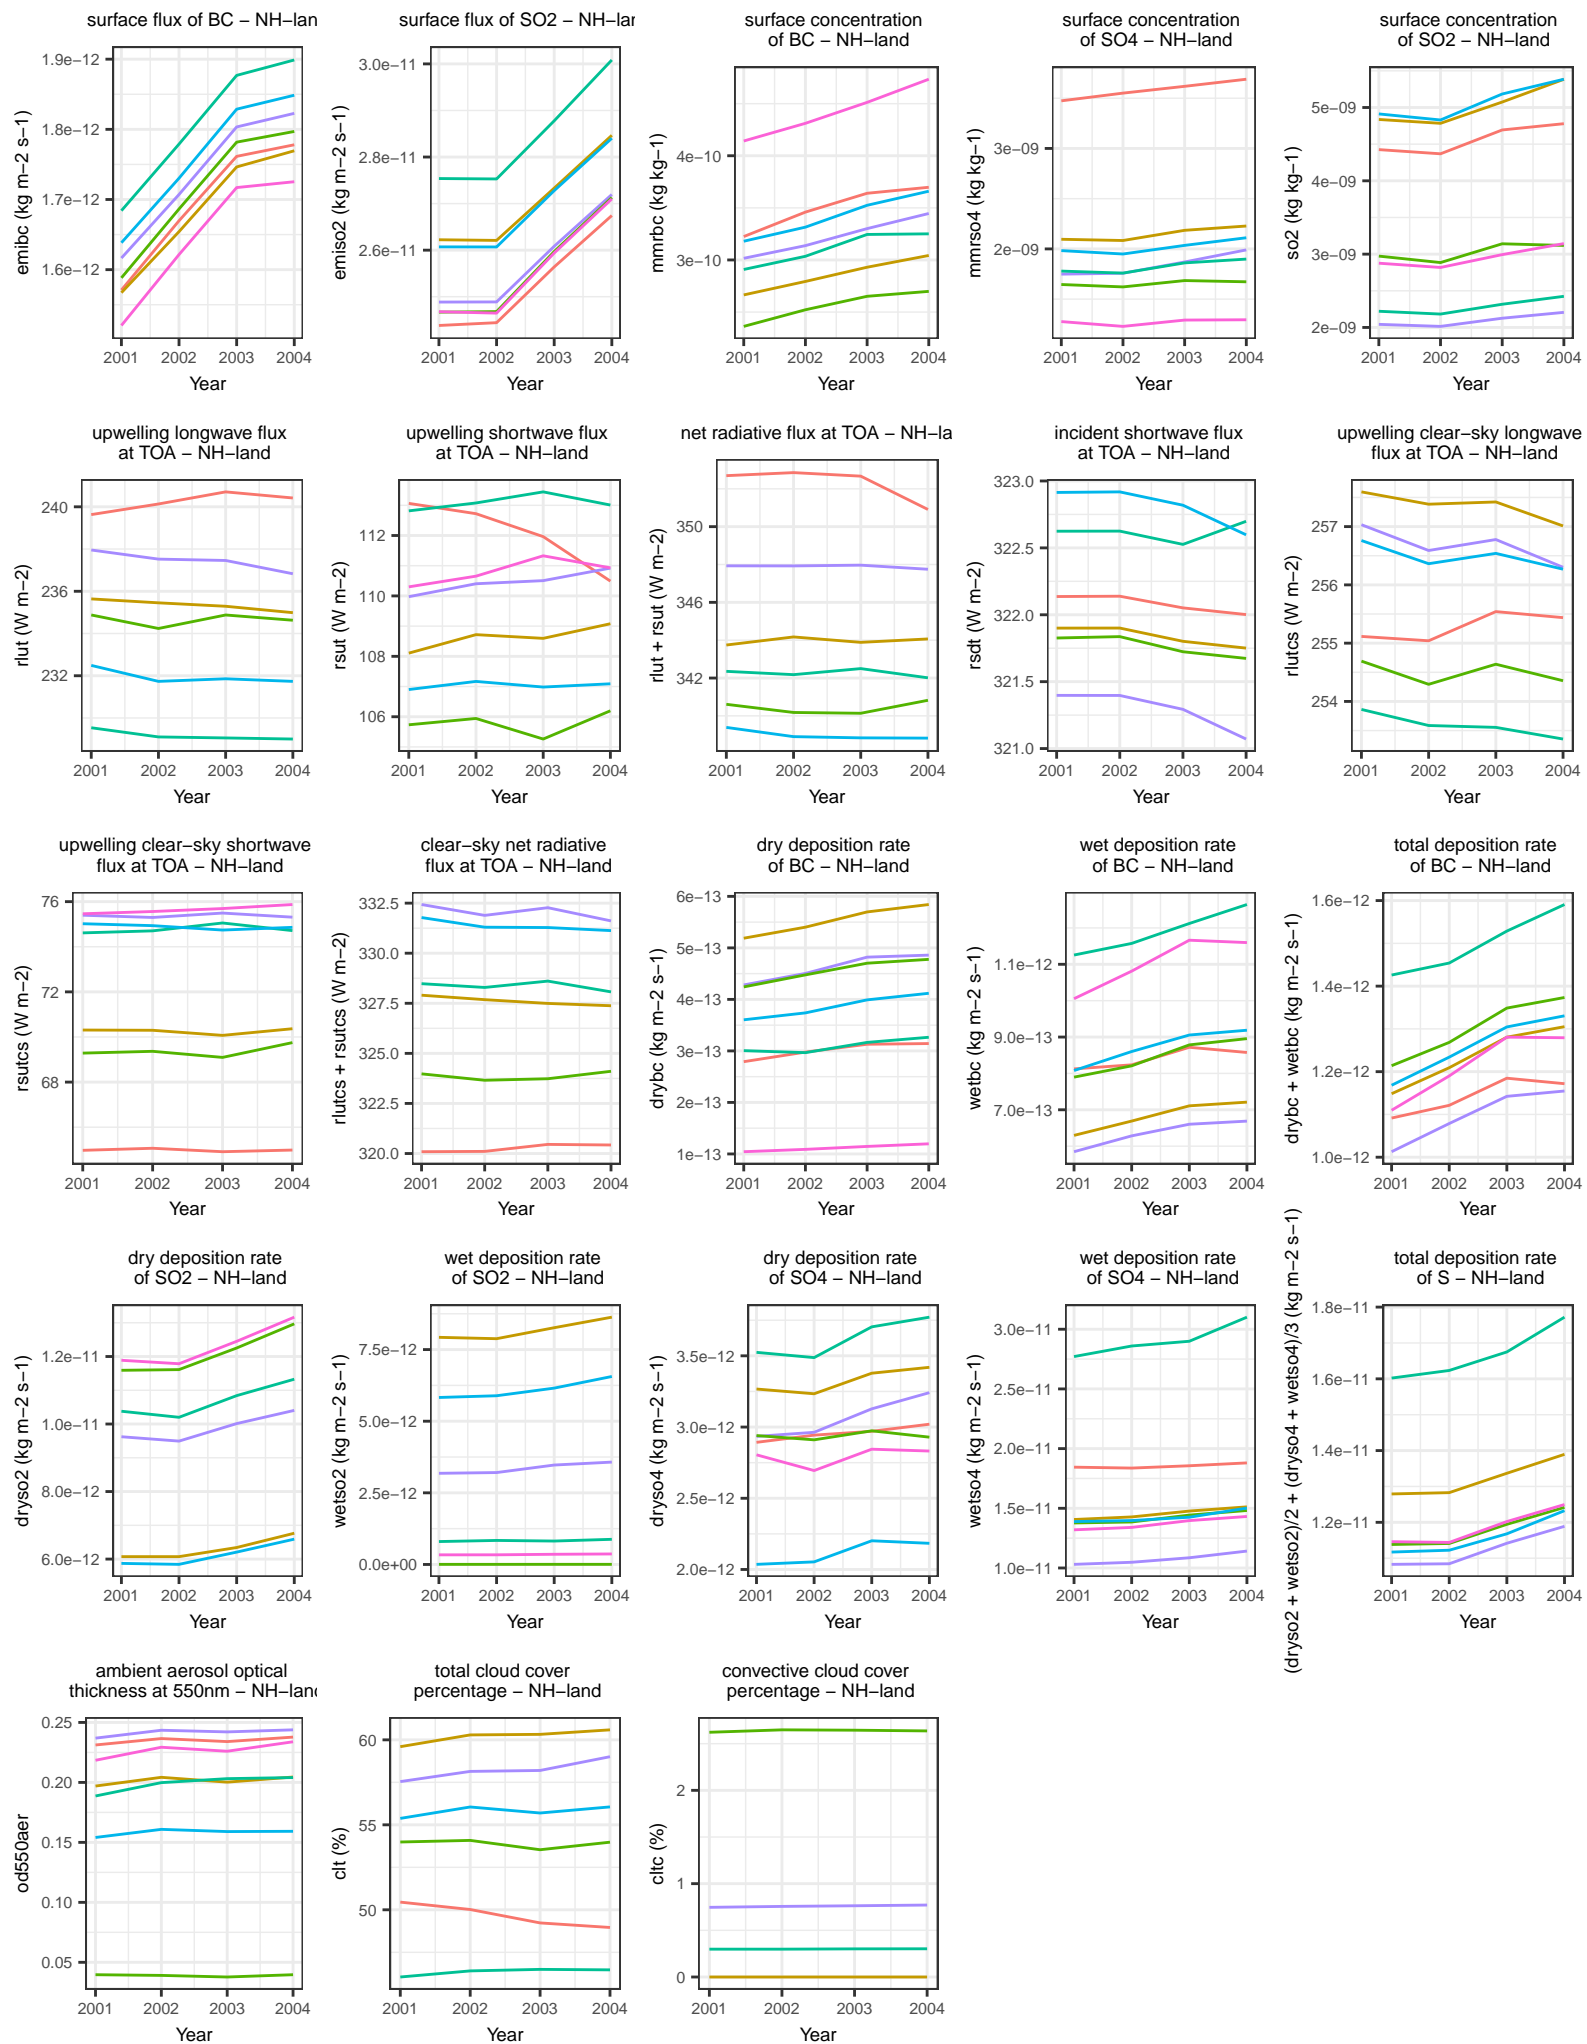 surface flux of BC − NH−lan
emibc (kg m−2 s−1)
1.9e−12
1.8e−12
1.7e−12
1.6e−12
2001 2002 2003 2004
Year
surface flux of SO2 − NH−lar
emiso2 (kg m−2 s−1)
3.0e−11
2.8e−11
2.6e−11
2001 2002 2003 2004
Year
surface concentration
of BC − NH−land
mmrbc (kg kg−1)
4e−10
3e−10
2001 2002 2003 2004
Year
surface concentration
of SO4 − NH−land
mmrso4 (kg kg−1)
3e−09
2e−09
2001 2002 2003 2004
Year
surface concentration
of SO2 − NH−land
so2 (kg kg−1)
5e−09
4e−09
3e−09
2e−09
2001 2002 2003 2004
Year
upwelling longwave flux
at TOA − NH−land
rlut (W m−2)
240
236
232
2001 2002 2003 2004
Year
upwelling shortwave flux
at TOA − NH−land
rsut (W m−2)
112
110
108
106
2001 2002 2003 2004
Year
net radiative flux at TOA − NH−la
rlut + rsut (W m−2)
350
346
342
2001 2002 2003 2004
Year
incident shortwave flux
at TOA − NH−land
rsdt (W m−2)
323.0
322.5
322.0
321.5
321.0
2001 2002 2003 2004
Year
upwelling clear−sky longwave
flux at TOA − NH−land
rlutcs (W m−2)
257
256
255
254
2001 2002 2003 2004
Year
upwelling clear−sky shortwave
flux at TOA − NH−land
rsutcs (W m−2)
76
72
68
2001 2002 2003 2004
Year
clear−sky net radiative
flux at TOA − NH−land
rlutcs + rsutcs (W m−2)
332.5
330.0
327.5
325.0
322.5
320.0
2001 2002 2003 2004
Year
dry deposition rate
of BC − NH−land
drybc (kg m−2 s−1)
6e−13
5e−13
4e−13
3e−13
2e−13
1e−13
2001 2002 2003 2004
Year
wet deposition rate
of BC − NH−land
wetbc (kg m−2 s−1)
1.1e−12
9.0e−13
7.0e−13
2001 2002 2003 2004
Year
total deposition rate
of BC − NH−land
drybc + wetbc (kg m−2 s−1)
1.6e−12
1.4e−12
1.2e−12
1.0e−12
2001 2002 2003 2004
Year
dry deposition rate
of SO2 − NH−land
dryso2 (kg m−2 s−1)
1.2e−11
1.0e−11
8.0e−12
6.0e−12
2001 2002 2003 2004
Year
wet deposition rate
of SO2 − NH−land
wetso2 (kg m−2 s−1)
7.5e−12
5.0e−12
2.5e−12
0.0e+00
2001 2002 2003 2004
Year
dry deposition rate
of SO4 − NH−land
dryso4 (kg m−2 s−1)
3.5e−12
3.0e−12
2.5e−12
2.0e−12
2001 2002 2003 2004
Year
wet deposition rate
of SO4 − NH−land
wetso4 (kg m−2 s−1)
3.0e−11
2.5e−11
2.0e−11
1.5e−11
1.0e−11
2001 2002 2003 2004
Year
total deposition rate
of S − NH−land
(dryso2 + wetso2)/2 + (dryso4 + wetso4)/3 (kg m−2 s−1)
1.8e−11
1.6e−11
1.4e−11
1.2e−11
2001 2002 2003 2004
Year
ambient aerosol optical
thickness at 550nm − NH−land
od550aer
0.25
0.20
0.15
0.10
0.05
2001 2002 2003 2004
Year
total cloud cover
percentage − NH−land
clt (%)
60
55
50
2001 2002 2003 2004
Year
convective cloud cover
percentage − NH−land
cltc (%)
2
1
0
2001 2002 2003 2004
Year